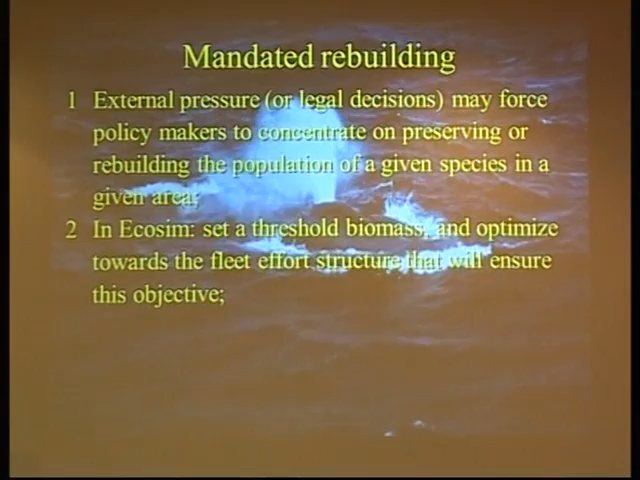 Mandated rebuilding
1 External pressure (or legal decisions) may force
policy makers to concentrate on preserving or
rebuilding the population of a given species in a
given area;
2 In Ecosim: set a threshold biomass, and optimize
towards the fleet effort structure that will ensure
this objective;